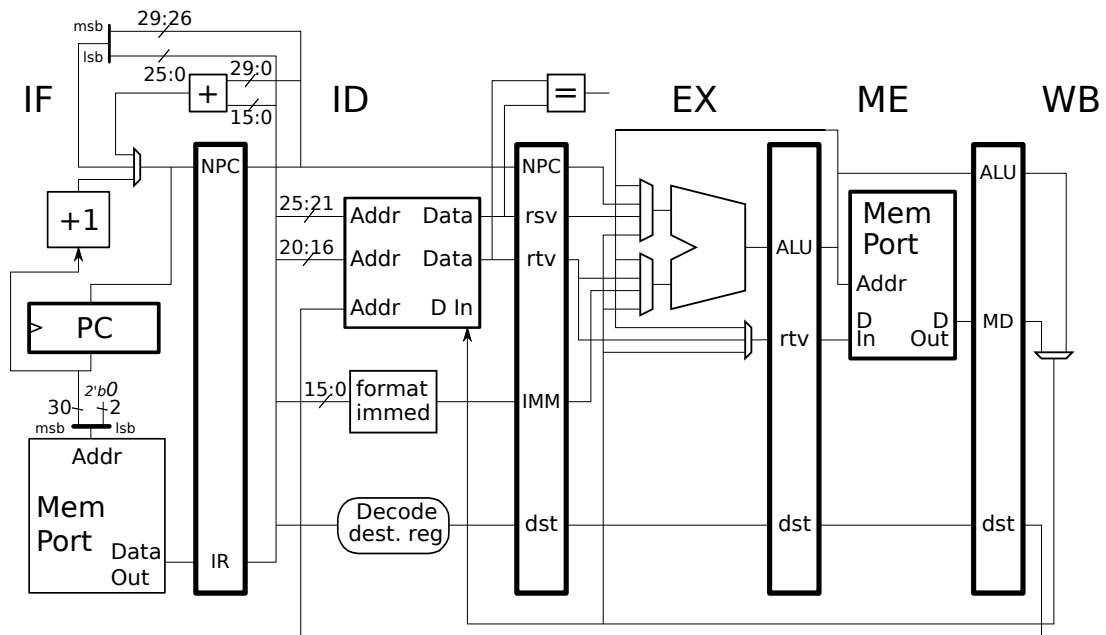 msb
29:26
lsb
25:0
29:0
15:0
+
=
IF
ID
EX
ME
WB
NPC
NPC
ALU
+1
25:21
Addr
Data
rsv
20:16
Addr
Data
rtv
ALU
Mem
Port
Addr
Addr
D In
PC
D
In
D
Out
MD
rtv
2'b0
30
2
msb
lsb
15:0
format
immed
IMM
Addr
Mem
Port
Data
Out
IR
Decode
dest. reg
dst
dst
dst